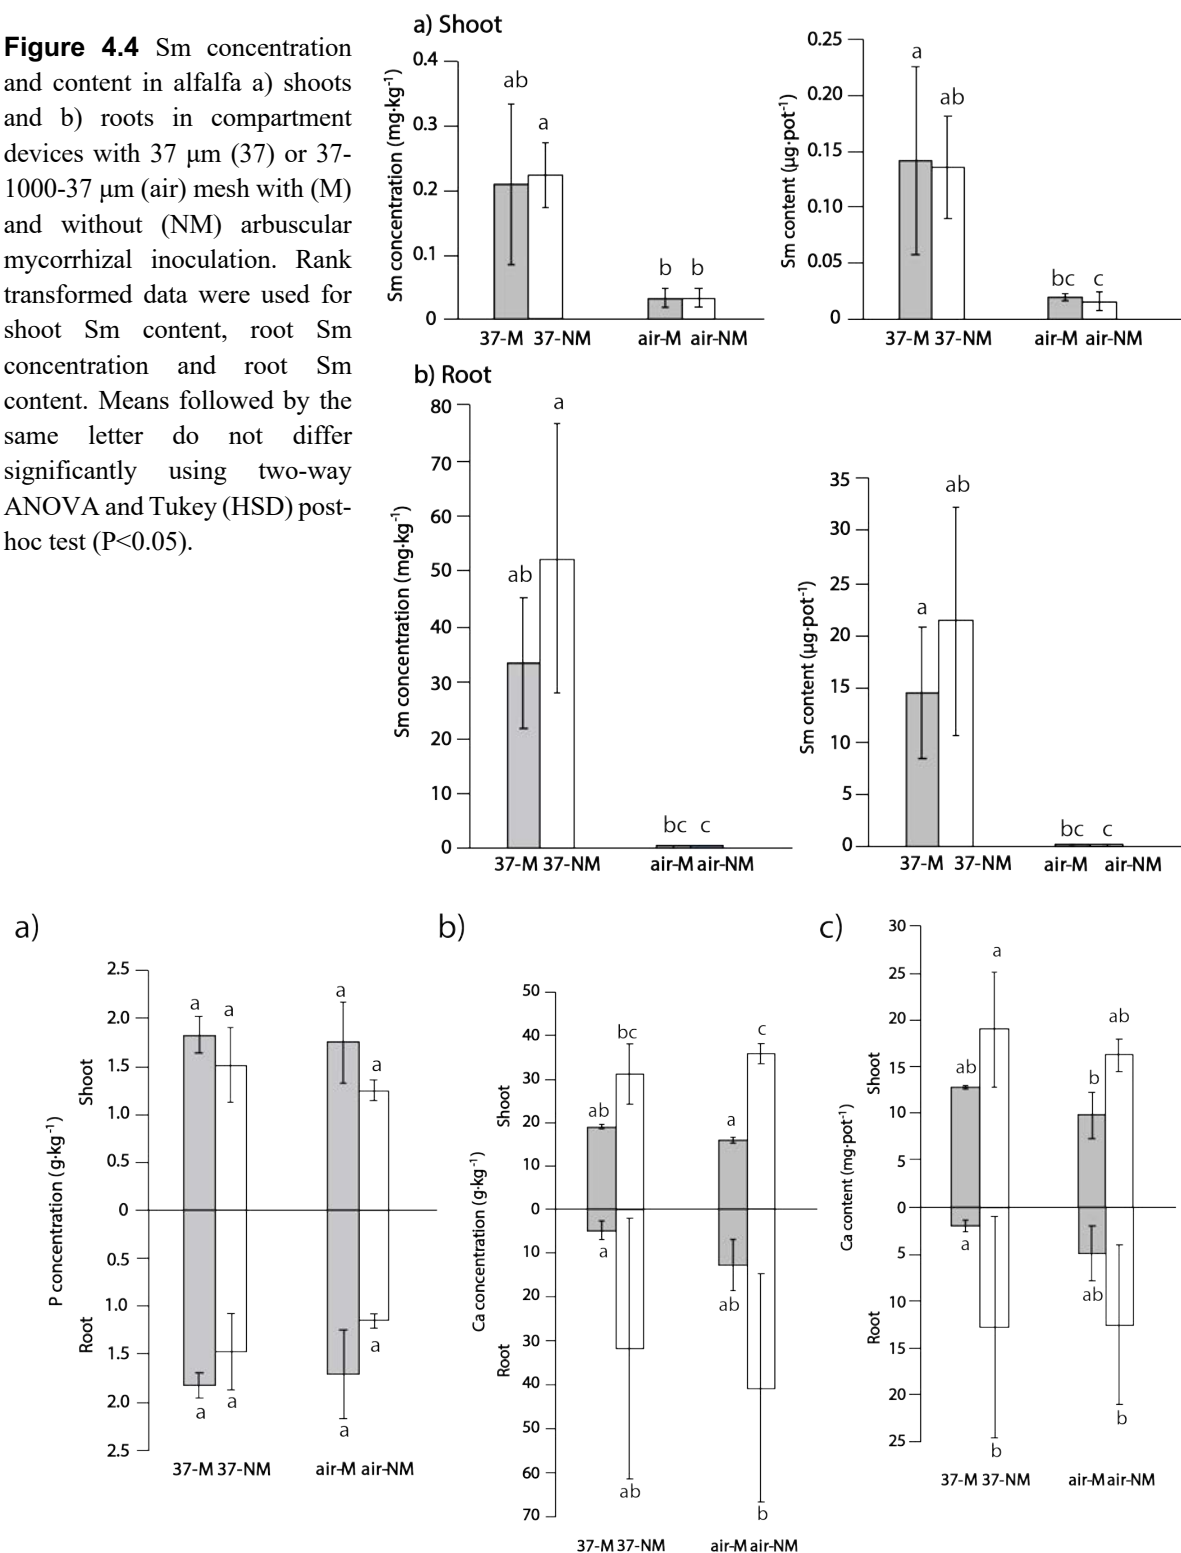 Figure 4.4 Sm concentration
and content in alfalfa a) shoots
and b) roots in compartment
devices with 37 μm (37) or 37-
1000-37 μm (air) mesh with (M)
and without (NM) arbuscular
mycorrhizal inoculation. Rank
transformed data were used for
shoot Sm content, root Sm
concentration and root Sm
content. Means followed by the
same letter do not differ
significantly using two-way
ANOVA and Tukey (HSD) post-
hoc test (P<0.05).
a) Shoot
Sm concentration (mg·kg⁻¹)
0.4
0.3
0.2
0.1
0
ab
a
b b
37-M 37-NM
air-M air-NM
Sm content (μg·pot⁻¹)
0.25
0.20
0.15
0.10
0.05
0
a
ab
bc c
37-M 37-NM
air-M air-NM
b) Root
Sm concentration (mg·kg⁻¹)
80
70
60
50
40
30
20
10
0
ab
a
bc c
37-M 37-NM
air-M air-NM
Sm content (μg·pot⁻¹)
35
30
25
20
15
10
5
0
a
ab
bc c
37-M 37-NM
air-M air-NM
a)
P concentration (g·kg⁻¹)
Shoot
Root
2.5
2.0
1.5
1.0
0.5
0
0.5
1.0
1.5
2.0
2.5
a a
a
a
a a
a
a
37-M 37-NM
air-M air-NM
b)
Ca concentration (g·kg⁻¹)
Shoot
Root
50
40
30
20
10
0
10
20
30
40
50
60
70
ab
bc
a
c
a
ab
ab
b
37-M 37-NM
air-M air-NM
c)
Ca content (mg·pot⁻¹)
Shoot
Root
30
25
20
15
10
5
0
5
10
15
20
25
ab
a
b
ab
a
b
ab
b
37-M 37-NM
air-M air-NM